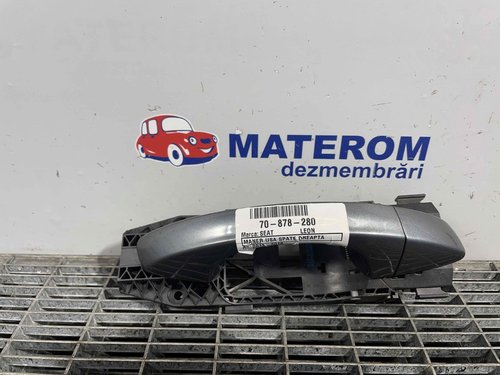 MATEROM
dezmembrări
70-878-280
Marca: SEAT LEON
MANER USA SPATE DREAPTA